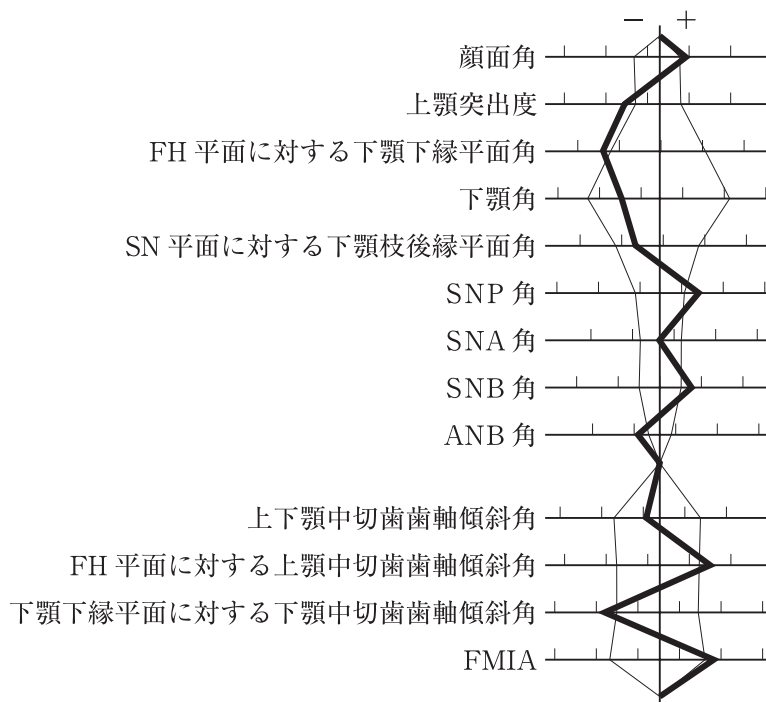 − +
顔面角
上顎突出度
FH 平面に対する下顎下縁平面角
下顎角
SN 平面に対する下顎枝後縁平面角
SNP 角
SNA 角
SNB 角
ANB 角
上下顎中切歯歯軸傾斜角
FH 平面に対する上顎中切歯歯軸傾斜角
下顎下縁平面に対する下顎中切歯歯軸傾斜角
FMIA